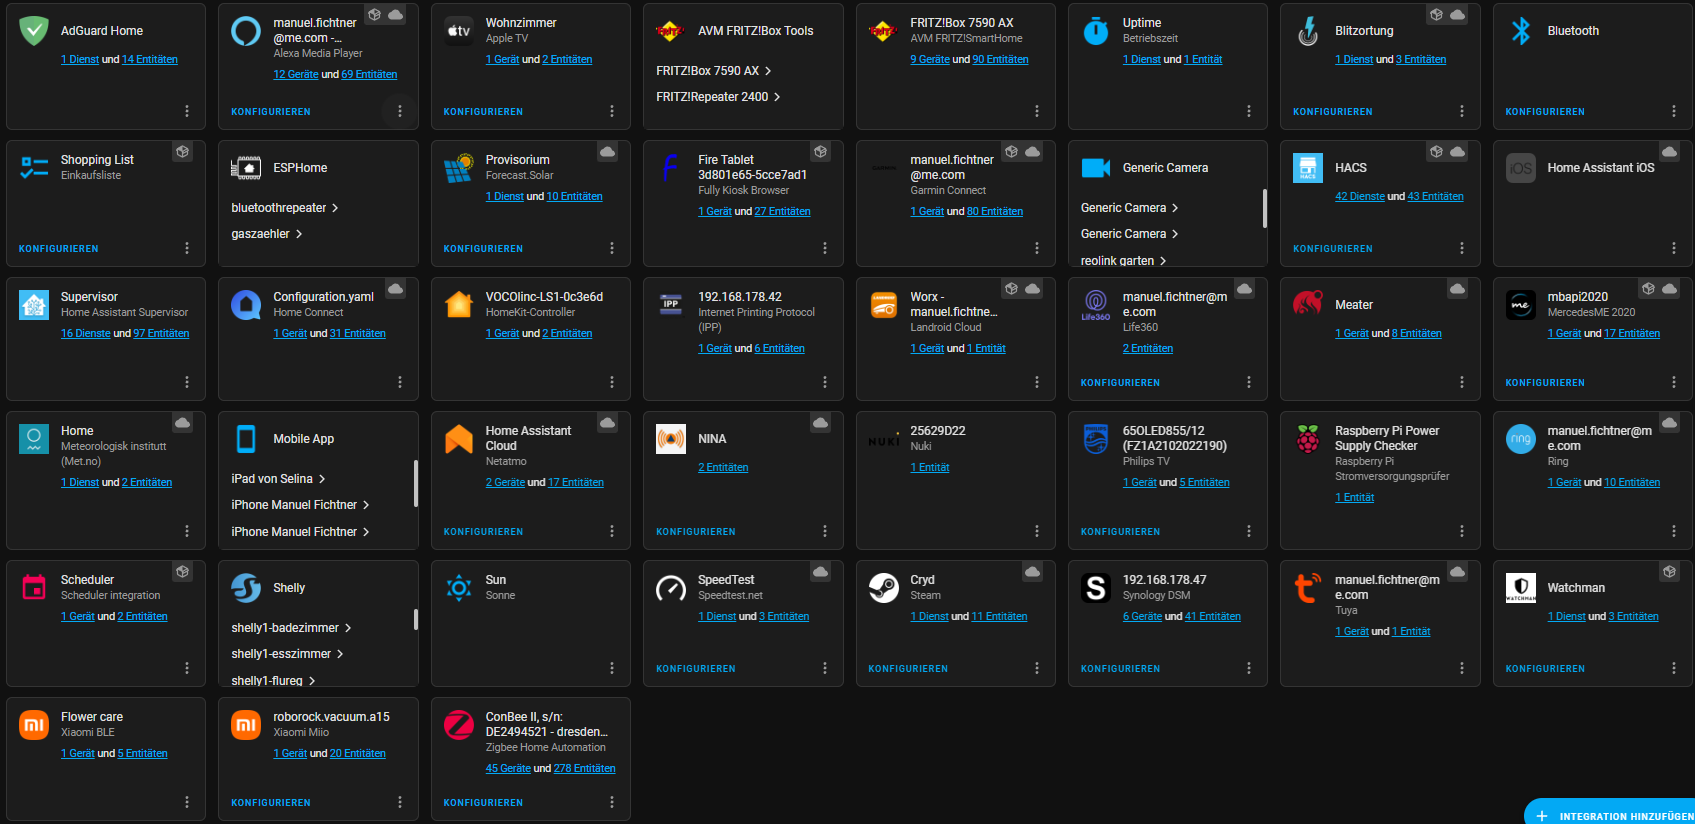 AdGuard Home
1 Dienst und 14 Entitäten
manuel.fichtner
@me.com -...
Alexa Media Player
12 Geräte und 69 Entitäten
KONFIGURIEREN
tv
Wohnzimmer
Apple TV
1 Gerät und 2 Entitäten
KONFIGURIEREN
FRITZ!
AVM FRITZ!Box Tools
FRITZ!Box 7590 AX
FRITZ!Repeater 2400
FRITZ!
FRITZ!Box 7590 AX
AVM FRITZ!SmartHome
9 Geräte und 90 Entitäten
Uptime
Betriebszeit
1 Dienst und 1 Entität
Blitzortung
1 Dienst und 3 Entitäten
KONFIGURIEREN
Bluetooth
KONFIGURIEREN
Shopping List
Einkaufsliste
KONFIGURIEREN
ESPHome
bluetoothrepeater
gaszaehler
Provisorium
Forecast.Solar
1 Dienst und 10 Entitäten
KONFIGURIEREN
Fire Tablet
3d801e65-5cce7ad1
Fully Kiosk Browser
1 Gerät und 27 Entitäten
manuel.fichtner
@me.com
Garmin Connect
1 Gerät und 80 Entitäten
Generic Camera
Generic Camera
Generic Camera
reolink garten
HACS
HACS
42 Dienste und 43 Entitäten
KONFIGURIEREN
iOS
Home Assistant iOS
Supervisor
Home Assistant Supervisor
16 Dienste und 97 Entitäten
Configuration.yaml
Home Connect
1 Gerät und 31 Entitäten
VOCOlinc-LS1-0c3e6d
HomeKit-Controller
1 Gerät und 2 Entitäten
IPP
192.168.178.42
Internet Printing Protocol
(IPP)
1 Gerät und 6 Entitäten
LANDROID
Worx -
manuel.fichtne...
Landroid Cloud
1 Gerät und 1 Entität
Life360
manuel.fichtner@m
e.com
Life360
2 Entitäten
KONFIGURIEREN
Meater
1 Gerät und 8 Entitäten
me
mbapi2020
MercedesME 2020
1 Gerät und 17 Entitäten
KONFIGURIEREN
Home
Meteorologisk institutt
(Met.no)
1 Dienst und 2 Entitäten
Mobile App
iPad von Selina
iPhone Manuel Fichtner
iPhone Manuel Fichtner
Home Assistant
Cloud
Netatmo
2 Geräte und 17 Entitäten
KONFIGURIEREN
NINA
2 Entitäten
KONFIGURIEREN
NUKI
25629D22
Nuki
1 Entität
PHILIPS
65OLED855/12
(FZ1A2102022190)
Philips TV
1 Gerät und 5 Entitäten
KONFIGURIEREN
Raspberry Pi Power
Supply Checker
Raspberry Pi
Stromversorgungsprüfer
1 Entität
ring
manuel.fichtner@m
e.com
Ring
1 Gerät und 10 Entitäten
Scheduler
Scheduler integration
1 Gerät und 2 Entitäten
Shelly
shelly1-badezimmer
shelly1-esszimmer
shelly1-flureg
Sun
Sonne
SpeedTest
Speedtest.net
1 Dienst und 3 Entitäten
KONFIGURIEREN
Cryd
Steam
1 Dienst und 11 Entitäten
KONFIGURIEREN
S
192.168.178.47
Synology DSM
6 Geräte und 41 Entitäten
KONFIGURIEREN
manuel.fichtner@m
e.com
Tuya
1 Gerät und 1 Entität
WATCHMAN
Watchman
1 Dienst und 3 Entitäten
KONFIGURIEREN
mi
Flower care
Xiaomi BLE
1 Gerät und 5 Entitäten
mi
roborock.vacuum.a15
Xiaomi Miio
1 Gerät und 20 Entitäten
KONFIGURIEREN
ConBee II, s/n:
DE2494521 - dresden...
Zigbee Home Automation
45 Geräte und 278 Entitäten
KONFIGURIEREN
+ INTEGRATION HINZUFÜGEN